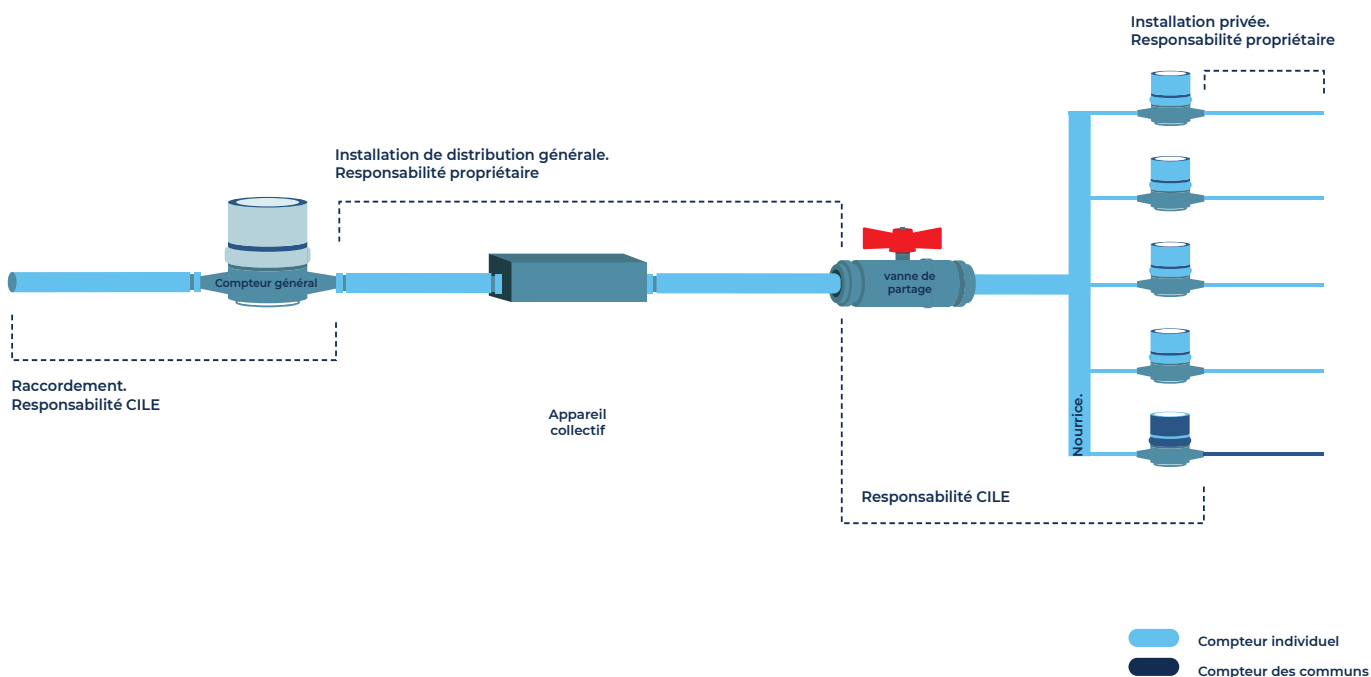 Installation privée.
Responsabilité propriétaire
Installation de distribution générale.
Responsabilité propriétaire
Compteur général
vanne de
partage
Raccordement.
Responsabilité CILE
Appareil
collectif
Nourrice.
Responsabilité CILE
Compteur individuel
Compteur des communs